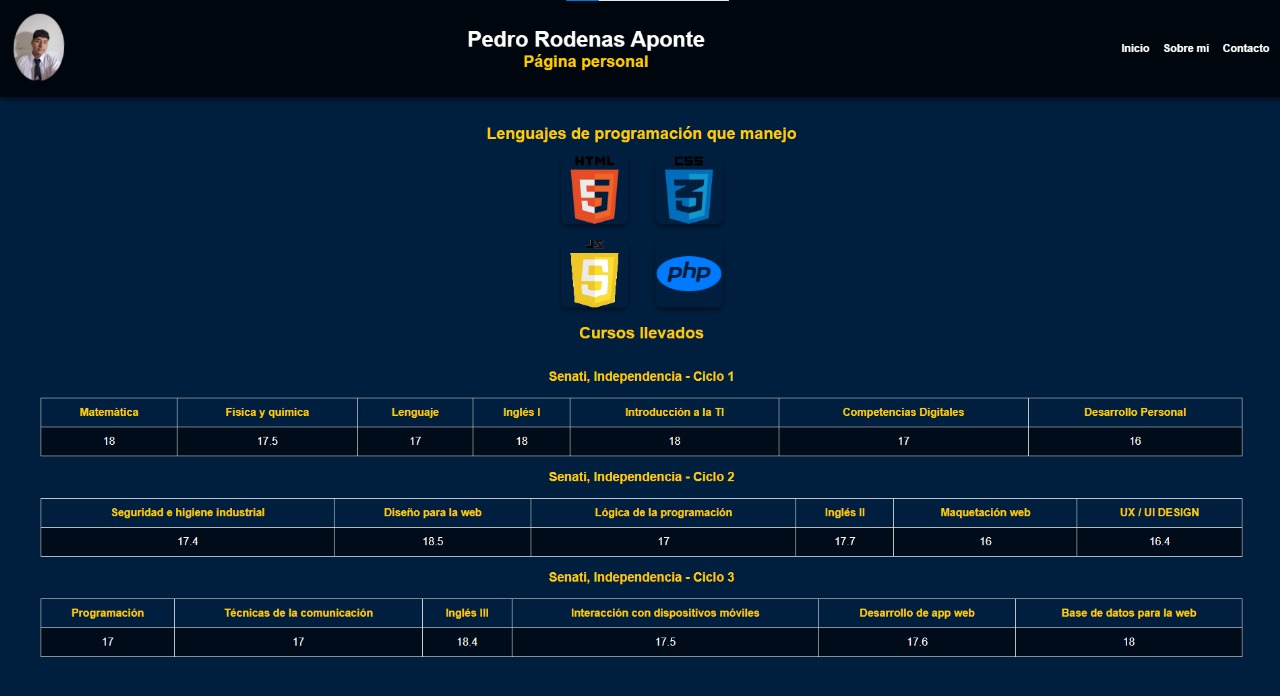 Pedro Rodenas Aponte
Página personal
Inicio Sobre mi Contacto
Lenguajes de programación que manejo
HTML CSS
5 3
JS
5 php
Cursos llevados
Senati, Independencia - Ciclo 1
Matemática Fisica y quimica Lenguaje Inglés I Introducción a la TI Competencias Digitales Desarrollo Personal
18 17.5 17 18 18 17 16
Senati, Independencia - Ciclo 2
Seguridad e higiene industrial Diseño para la web Lógica de la programación Inglés II Maquetación web UX / UI DESIGN
17.4 18.5 17 17.7 16 16.4
Senati, Independencia - Ciclo 3
Programación Técnicas de la comunicación Inglés III Interacción con dispositivos móviles Desarrollo de app web Base de datos para la web
17 17 18.4 17.5 17.6 18